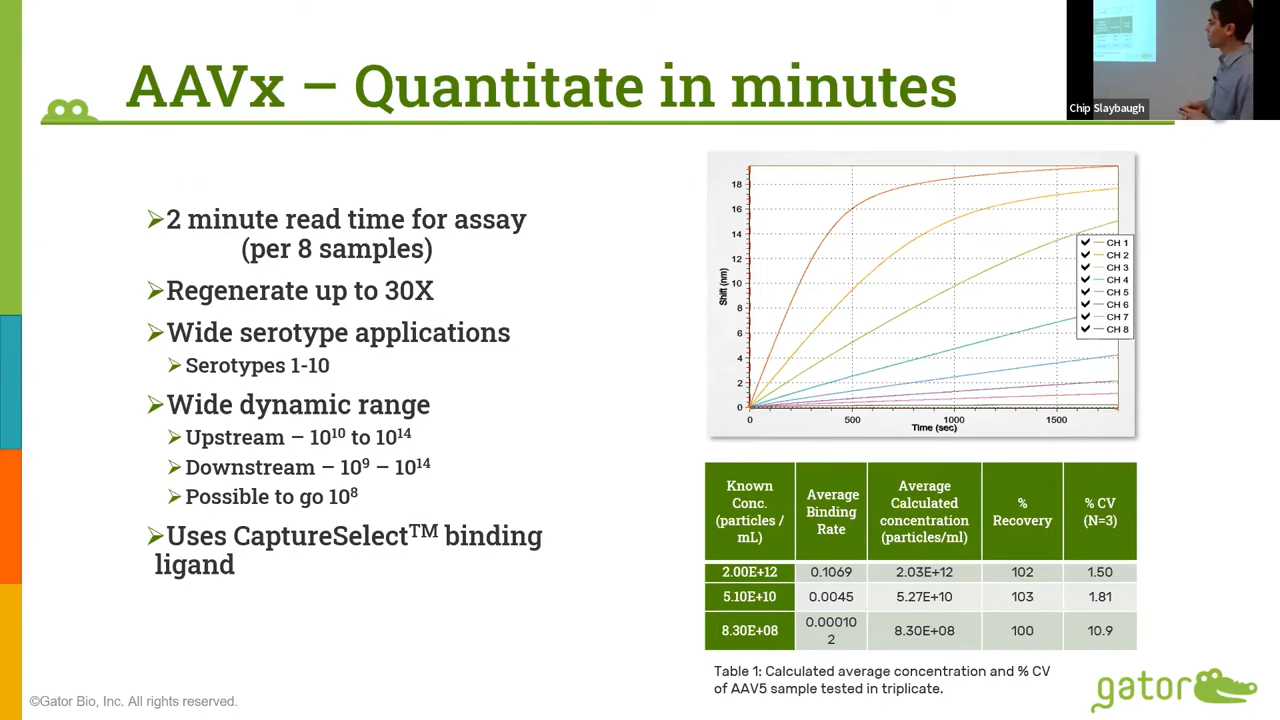 AAVx – Quantitate in minutes
Chip Slaybaugh
➢2 minute read time for assay
(per 8 samples)
➢Regenerate up to 30X
➢Wide serotype applications
➢Serotypes 1-10
➢Wide dynamic range
➢Upstream – 10¹⁰ to 10¹⁴
➢Downstream – 10⁹ – 10¹⁴
➢Possible to go 10⁸
➢Uses CaptureSelect™ binding
ligand
Shift (nm)
18
16
14
12
10
8
6
4
2
0
0 500 1000 1500
Time (sec)
✔ CH 1
✔ CH 2
✔ CH 3
✔ CH 4
✔ CH 5
✔ CH 6
✔ CH 7
✔ CH 8
Known Conc. (particles / mL) | Average Binding Rate | Average Calculated concentration (particles/ml) | % Recovery | % CV (N=3)
2.00E+12 | 0.1069 | 2.03E+12 | 102 | 1.50
5.10E+10 | 0.0045 | 5.27E+10 | 103 | 1.81
8.30E+08 | 0.000102 | 8.30E+08 | 100 | 10.9
Table 1: Calculated average concentration and % CV
of AAV5 sample tested in triplicate.
©Gator Bio, Inc. All rights reserved.
gator